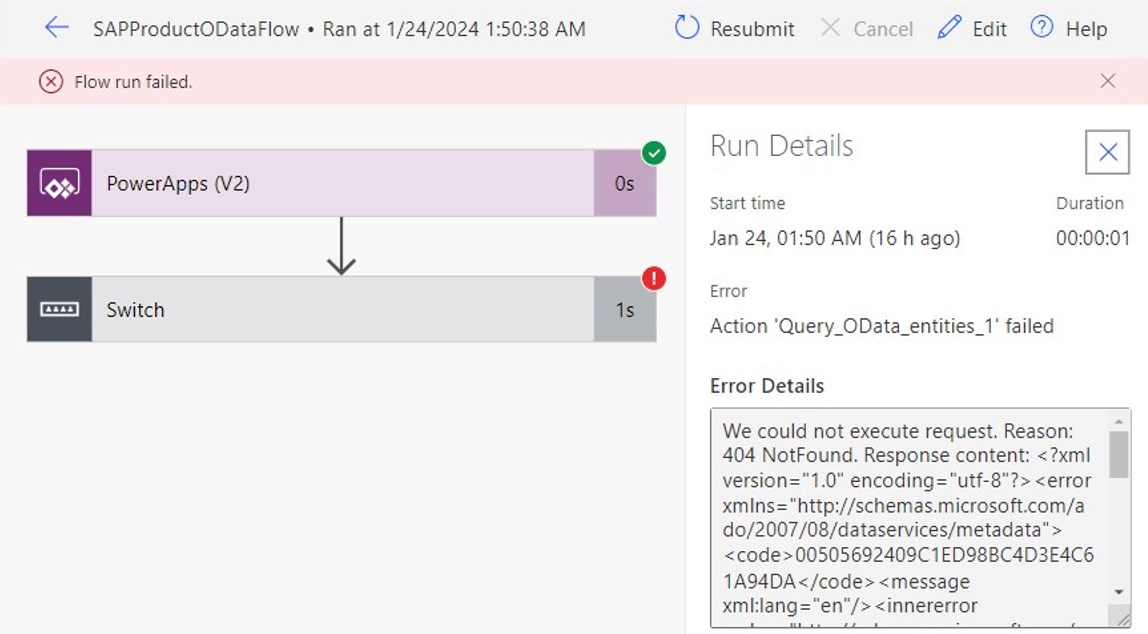 SAPProductODataFlow • Ran at 1/24/2024 1:50:38 AM
Resubmit
Cancel
Edit
Help
Flow run failed.
PowerApps (V2)
0s
Switch
1s
Run Details
Start time
Duration
Jan 24, 01:50 AM (16 h ago)
00:00:01
Error
Action 'Query_OData_entities_1' failed
Error Details
We could not execute request. Reason:
404 NotFound. Response content: <?xml
version="1.0" encoding="utf-8"?><error
xmlns="http://schemas.microsoft.com/a
do/2007/08/dataservices/metadata">
<code>00505692409C1ED98BC4D3E4C6
1A94DA</code><message
xml:lang="en"/><innererror